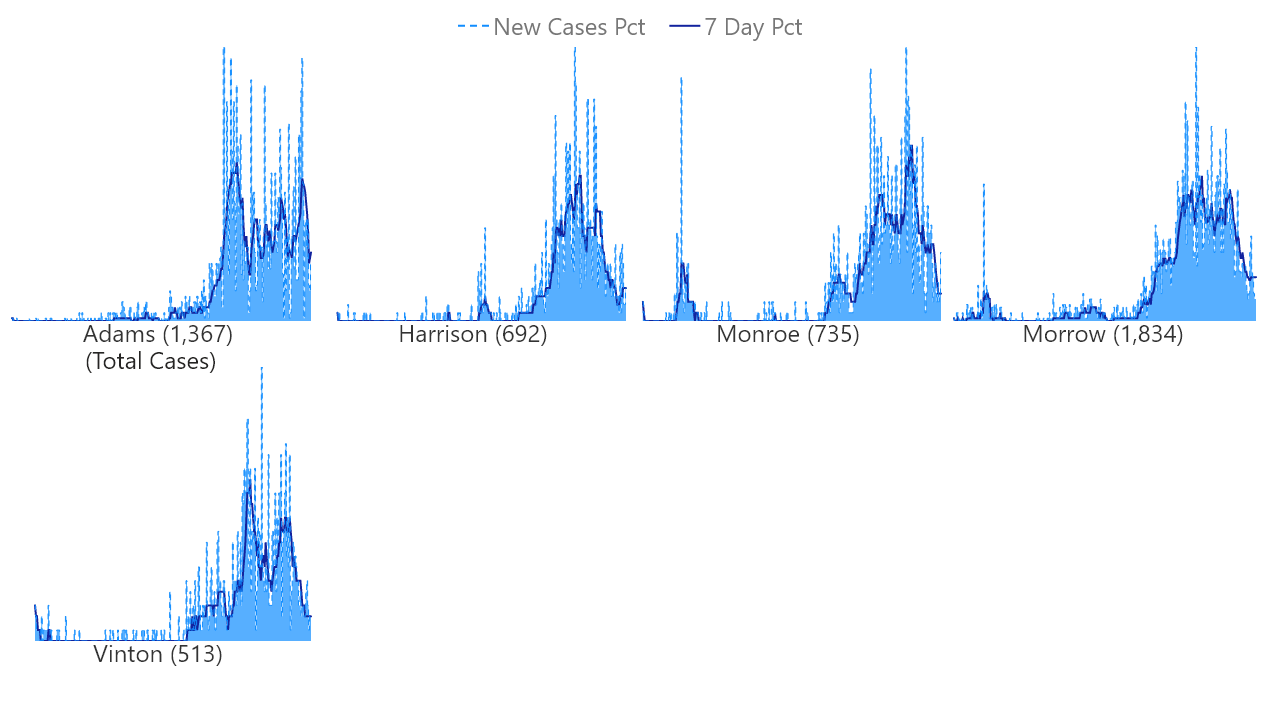 New Cases Pct 7 Day Pct
Adams (1,367)
(Total Cases)
Harrison (692)
Monroe (735)
Morrow (1,834)
Vinton (513)